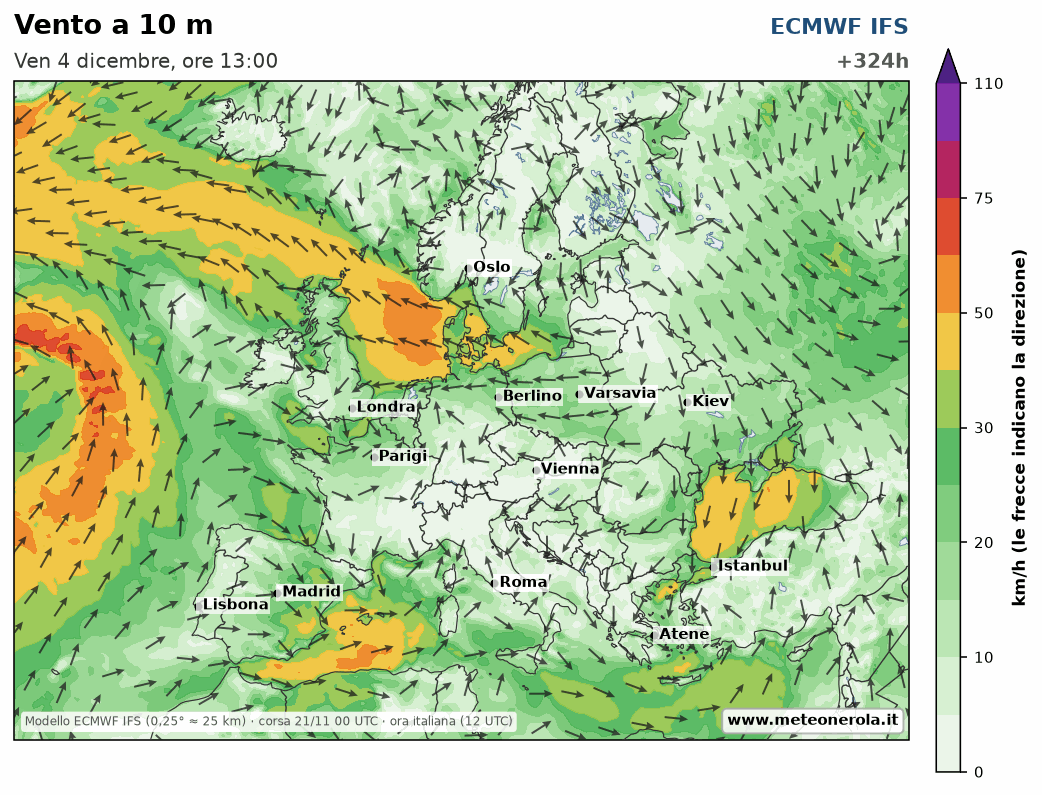 Vento a 10 m
ECMWF IFS
Ven 4 dicembre, ore 13:00
+324h
Oslo
Londra
Berlino
Varsavia
Kiev
Parigi
Vienna
Istanbul
Roma
Madrid
Lisbona
Atene
Modello ECMWF IFS (0,25° ≈ 25 km) · corsa 21/11 00 UTC · ora italiana (12 UTC)
www.meteonerola.it
110
75
50
30
20
10
0
km/h (le frecce indicano la direzione)